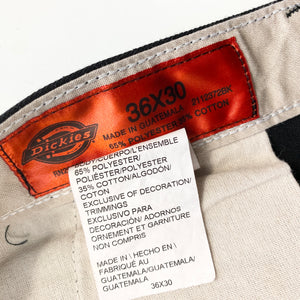 Dickies
36X30
MADE IN GUATEMALA
65% POLYESTER/35% COTTON
BODY/CUERPO/L'ENSEMBLE
65% POLYESTER/
POLIÉSTER/POLYESTER
35% COTTON/ALGODÓN/
COTON
EXCLUSIVE OF DECORATION/
TRIMMINGS
EXCLUSIVO PARA
DECORACIÓN/ ADORNOS
ORNEMENT ET GARNITURE
NON COMPRIS
MADE IN \ HECHO EN \
FABRIQUÉ AU
GUATEMALA/GUATEMALA/
GUATEMALA
36X30